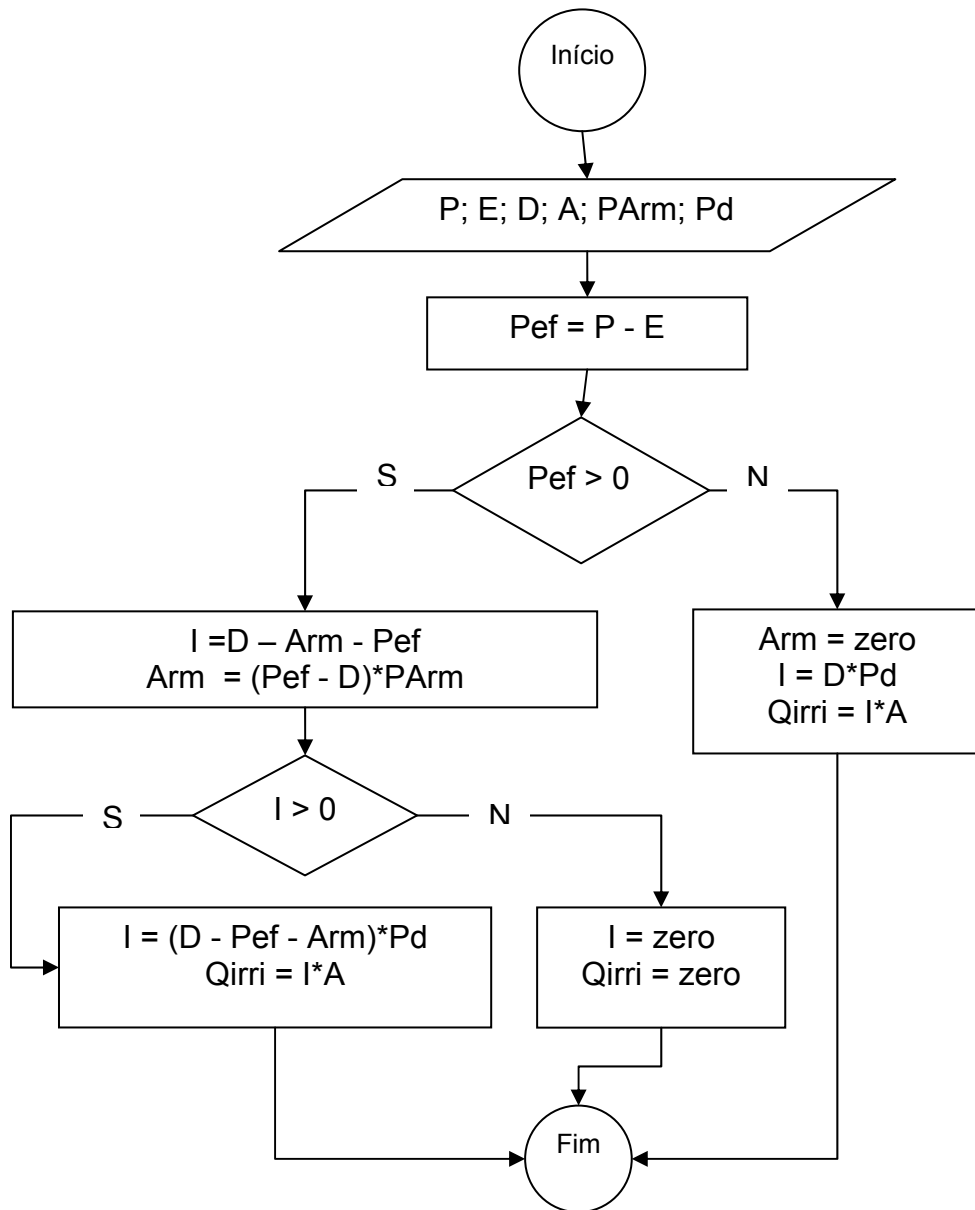 Início
P; E; D; A; PArm; Pd
Pef = P - E
Pef > 0
S
N
I =D – Arm - Pef
Arm = (Pef - D)*PArm
Arm = zero
I = D*Pd
Qirri = I*A
I > 0
S
N
I = (D - Pef - Arm)*Pd
Qirri = I*A
I = zero
Qirri = zero
Fim